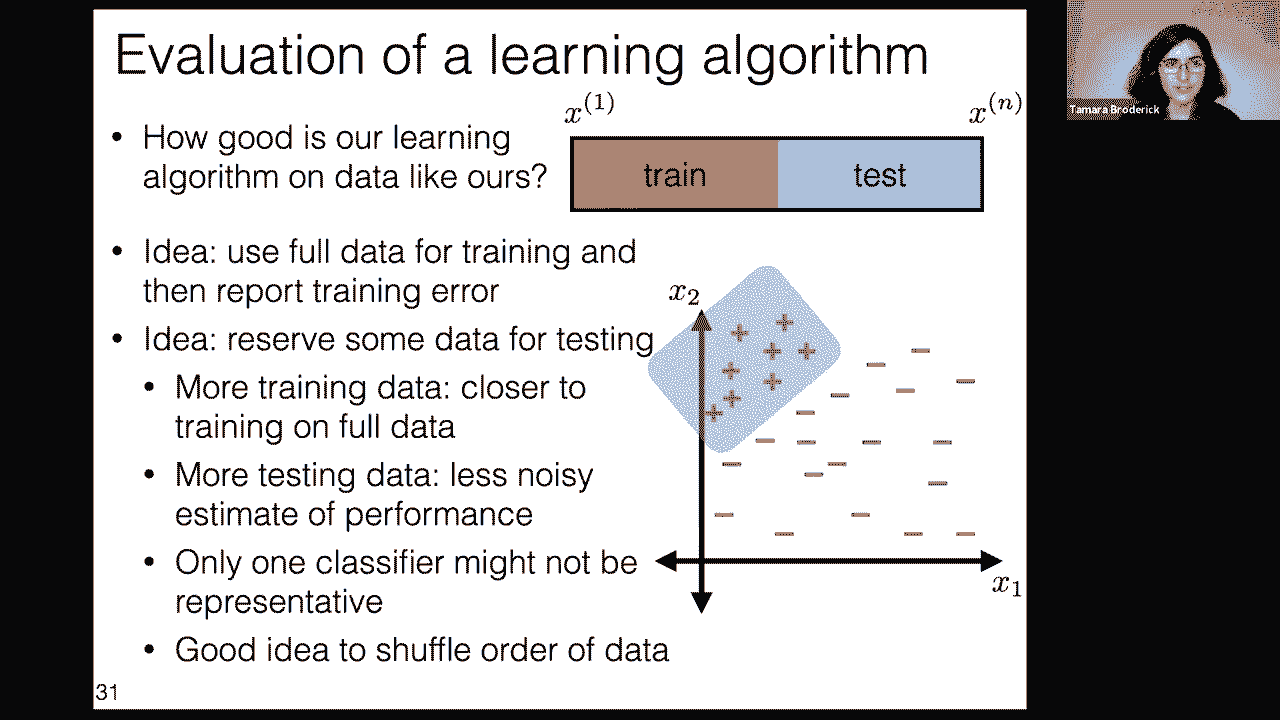 Evaluation of a learning algorithm
• How good is our learning
algorithm on data like ours?
x^{(1)}
x^{(n)}
train
test
• Idea: use full data for training and
then report training error
• Idea: reserve some data for testing
• More training data: closer to
training on full data
• More testing data: less noisy
estimate of performance
• Only one classifier might not be
representative
• Good idea to shuffle order of data
x_2
x_1
31
Tamara Broderick